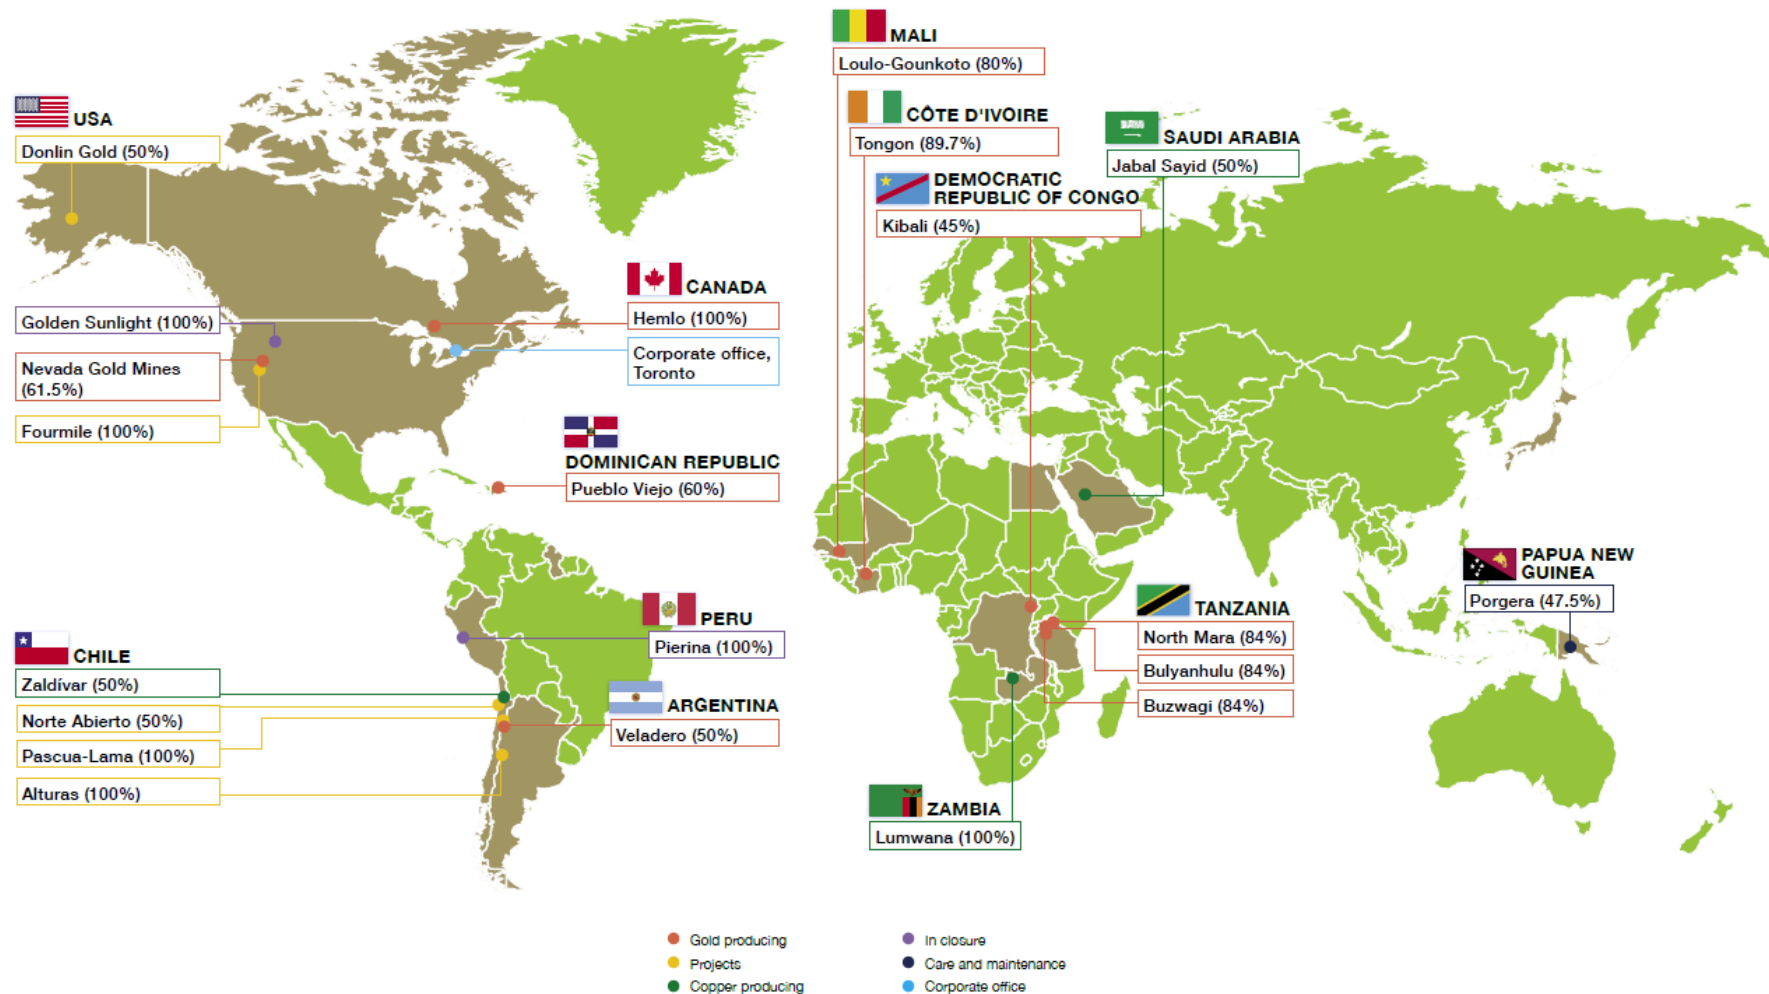 MALI
Loulo-Gounkoto (80%)
CÔTE D'IVOIRE
Tongon (89.7%)
SAUDI ARABIA
Jabal Sayid (50%)
DEMOCRATIC
REPUBLIC OF CONGO
Kibali (45%)
USA
Donlin Gold (50%)
Golden Sunlight (100%)
Nevada Gold Mines
(61.5%)
Fourmile (100%)
CANADA
Hemlo (100%)
Corporate office,
Toronto
DOMINICAN REPUBLIC
Pueblo Viejo (60%)
PERU
Pierina (100%)
CHILE
Zaldívar (50%)
Norte Abierto (50%)
Pascua-Lama (100%)
Alturas (100%)
ARGENTINA
Veladero (50%)
TANZANIA
North Mara (84%)
Bulyanhulu (84%)
Buzwagi (84%)
PAPUA NEW
GUINEA
Porgera (47.5%)
ZAMBIA
Lumwana (100%)
Gold producing
Projects
Copper producing
In closure
Care and maintenance
Corporate office